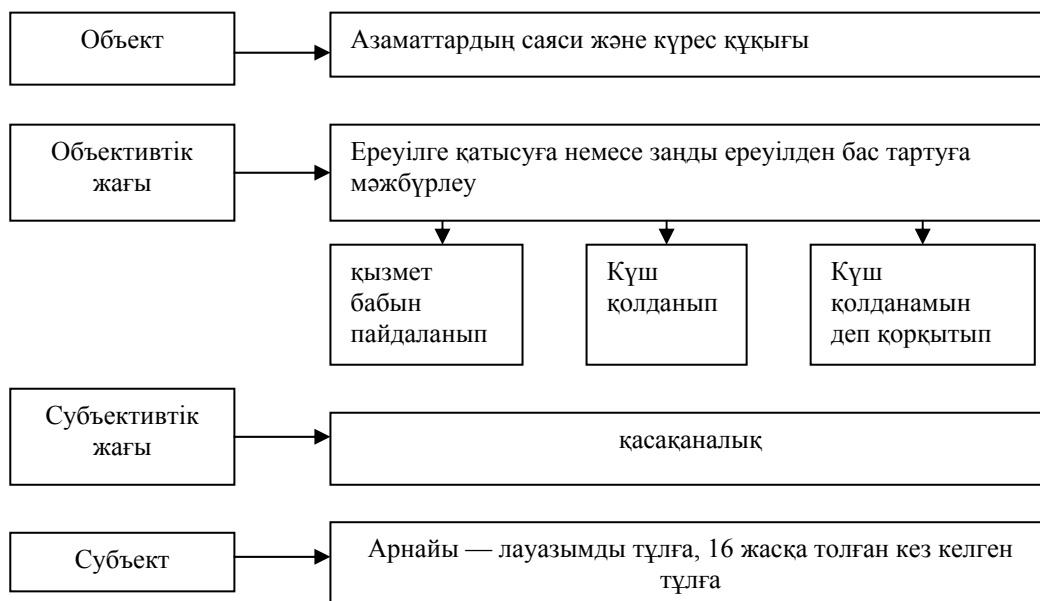 Объект
Азаматтардың саяси және күрес құқығы
Объективтік
жағы
Ереуілге қатысуға немесе заңды ереуілден бас тартуға
мәжбүрлеу
қызмет
бабын
пайдаланып
Күш
қолданып
Күш
қолданамын
деп қорқытып
Субъективтік
жағы
қасақаналық
Субъект
Арнайы — лауазымды тұлға, 16 жасқа толған кез келген
тұлға